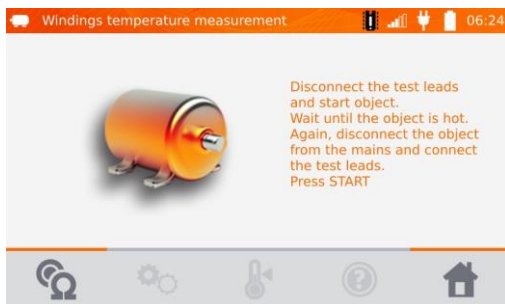 Windings temperature measurement
06:24
Disconnect the test leads
and start object.
Wait until the object is hot.
Again, disconnect the object
from the mains and connect
the test leads.
Press START